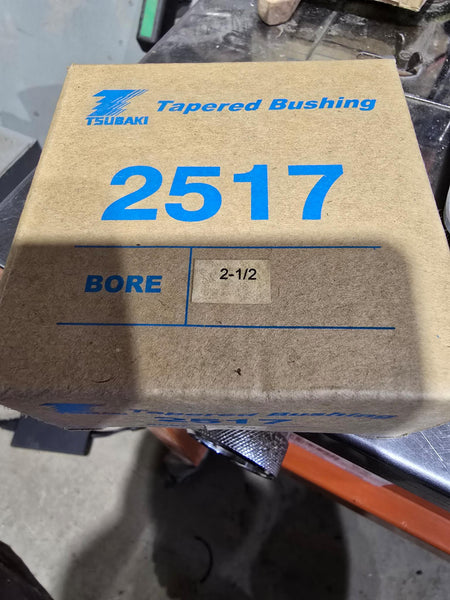 TSUBAKI Tapered Bushing
2517
BORE 2-1/2
Tapered Bushing
2517